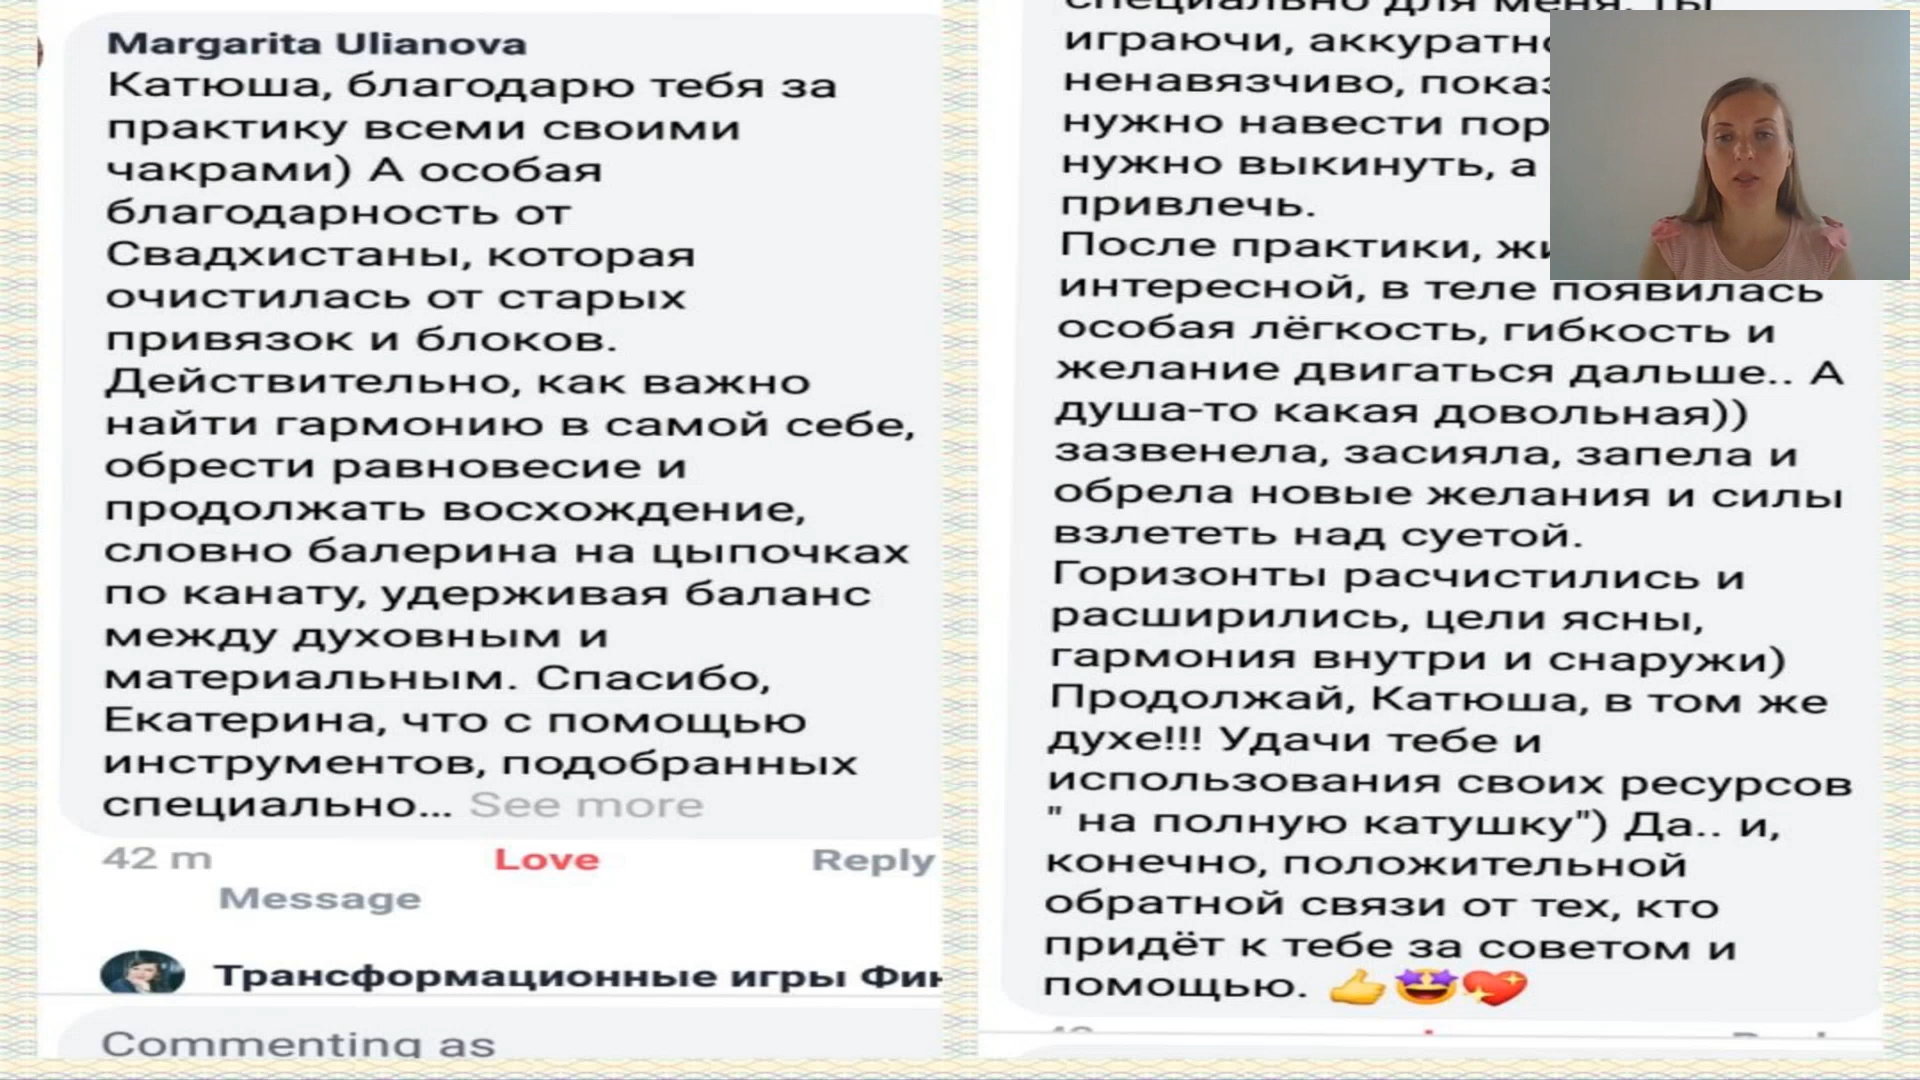 Margarita Ulianova
Катюша, благодарю тебя за
практику всеми своими
чакрами) А особая
благодарность от
Свадхистаны, которая
очистилась от старых
привязок и блоков.
Действительно, как важно
найти гармонию в самой себе,
обрести равновесие и
продолжать восхождение,
словно балерина на цыпочках
по канату, удерживая баланс
между духовным и
материальным. Спасибо,
Екатерина, что с помощью
инструментов, подобранных
специально... See more
42 m Love Reply
Message
Трансформационные игры
Commenting as
специально для меня, ты
играючи, аккуратно
ненавязчиво,
нужно навести
нужно выкинуть, а
привлечь.
После практики,
интересной, в теле появилась
особая лёгкость, гибкость и
желание двигаться дальше.. А
душа-то какая довольная))
зазвенела, засияла, запела и
обрела новые желания и силы
взлететь над суетой.
Горизонты расчистились и
расширились, цели ясны,
гармония внутри и снаружи)
Продолжай, Катюша, в том же
духе!!! Удачи тебе и
использования своих ресурсов
" на полную катушку") Да.. и,
конечно, положительной
обратной связи от тех, кто
придёт к тебе за советом и
помощью. 👍🤩💖